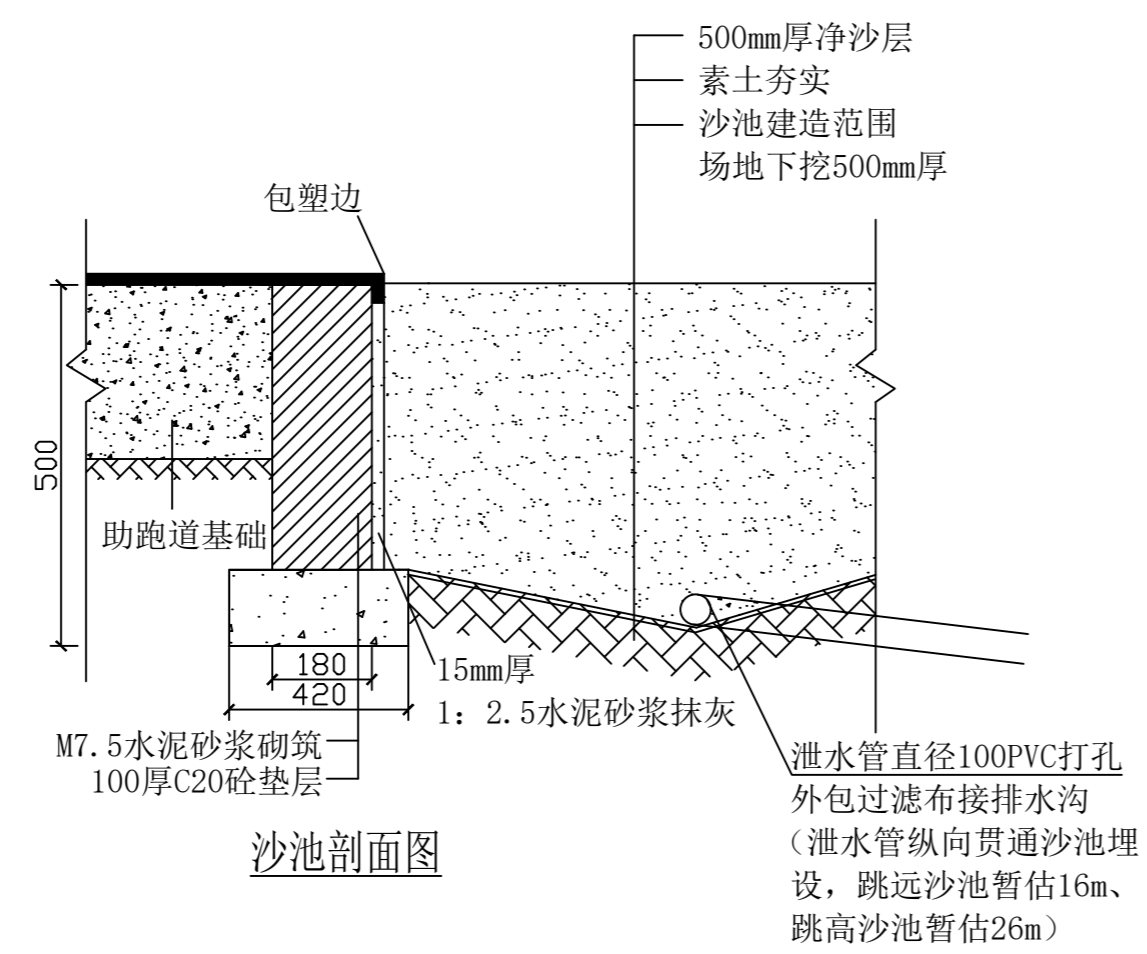 500mm厚净沙层
素土夯实
沙池建造范围
场地下挖500mm厚
包塑边
500
助跑道基础
180
420
15mm厚
1：2.5水泥砂浆抹灰
M7.5水泥砂浆砌筑
100厚C20砼垫层
沙池剖面图
泄水管直径100PVC打孔
外包过滤布接排水沟
（泄水管纵向贯通沙池埋
设，跳远沙池暂估16m、
跳高沙池暂估26m）